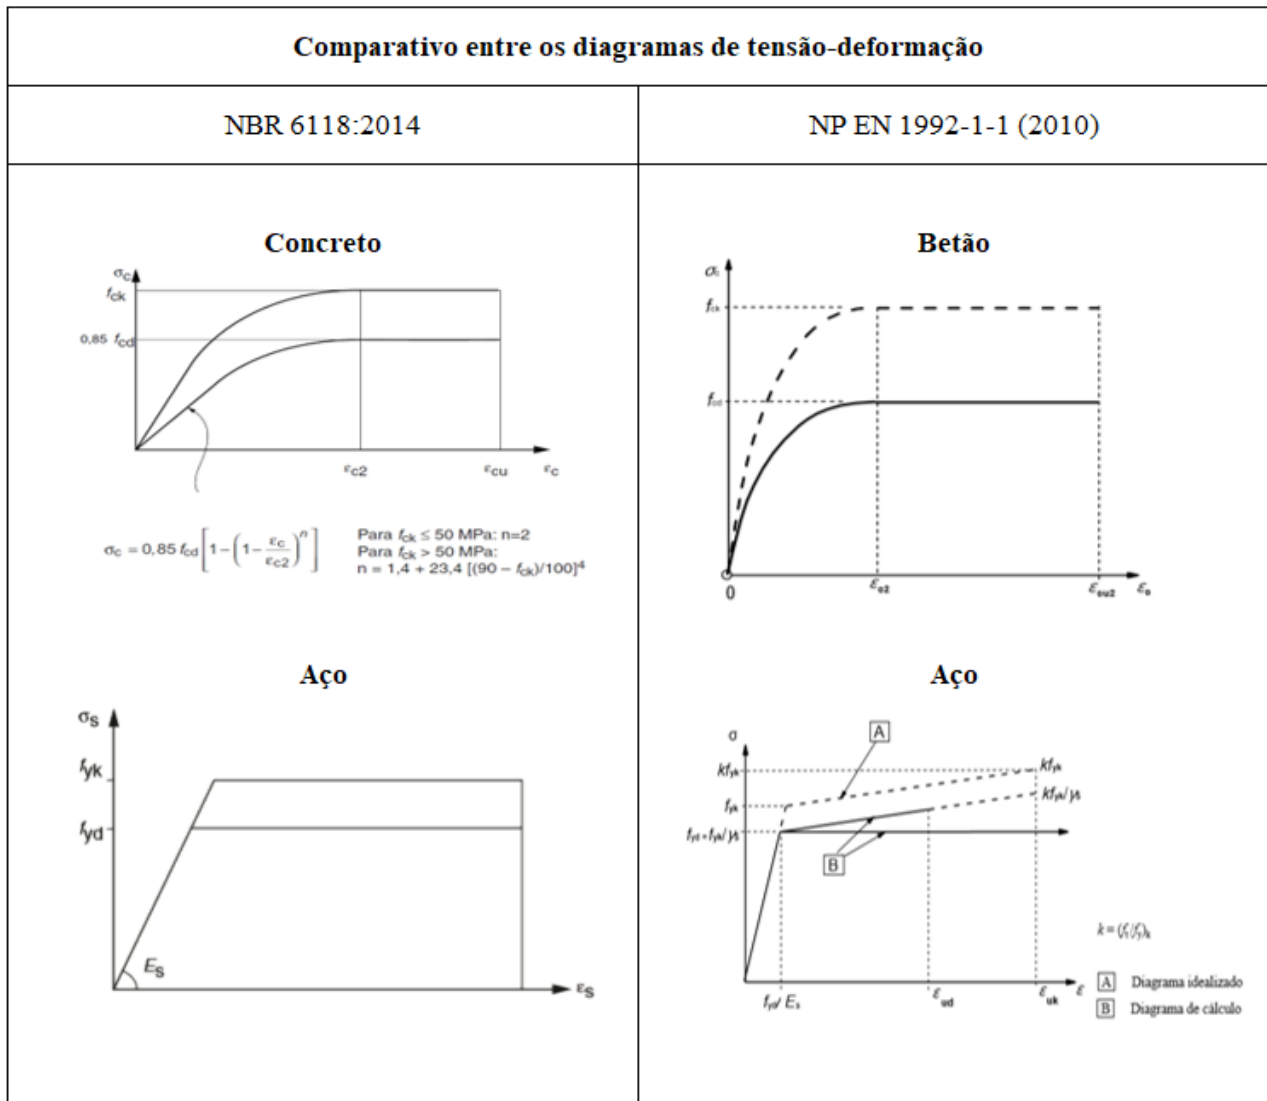 Comparativo entre os diagramas de tensão-deformação
NBR 6118:2014
NP EN 1992-1-1 (2010)
Concreto
σc
fck
0,85 fcd
εc2
εcu
εc
σc = 0,85 fcd [1 – (1 – εc/εc2)^n]
Para fck ≤ 50 MPa: n=2
Para fck > 50 MPa:
n = 1,4 + 23,4 [(90 – fck)/100]⁴
Betão
σc
fck
fcd
0
εc2
εcu2
εc
Aço
σs
fyk
fyd
Es
εs
Aço
σ
A
kfyk
kfyk
kfyk/γs
fyk
fyd = fyk/γs
B
k = (ft/fy)k
fyd/Es
εud
εuk
ε
A Diagrama idealizado
B Diagrama de cálculo